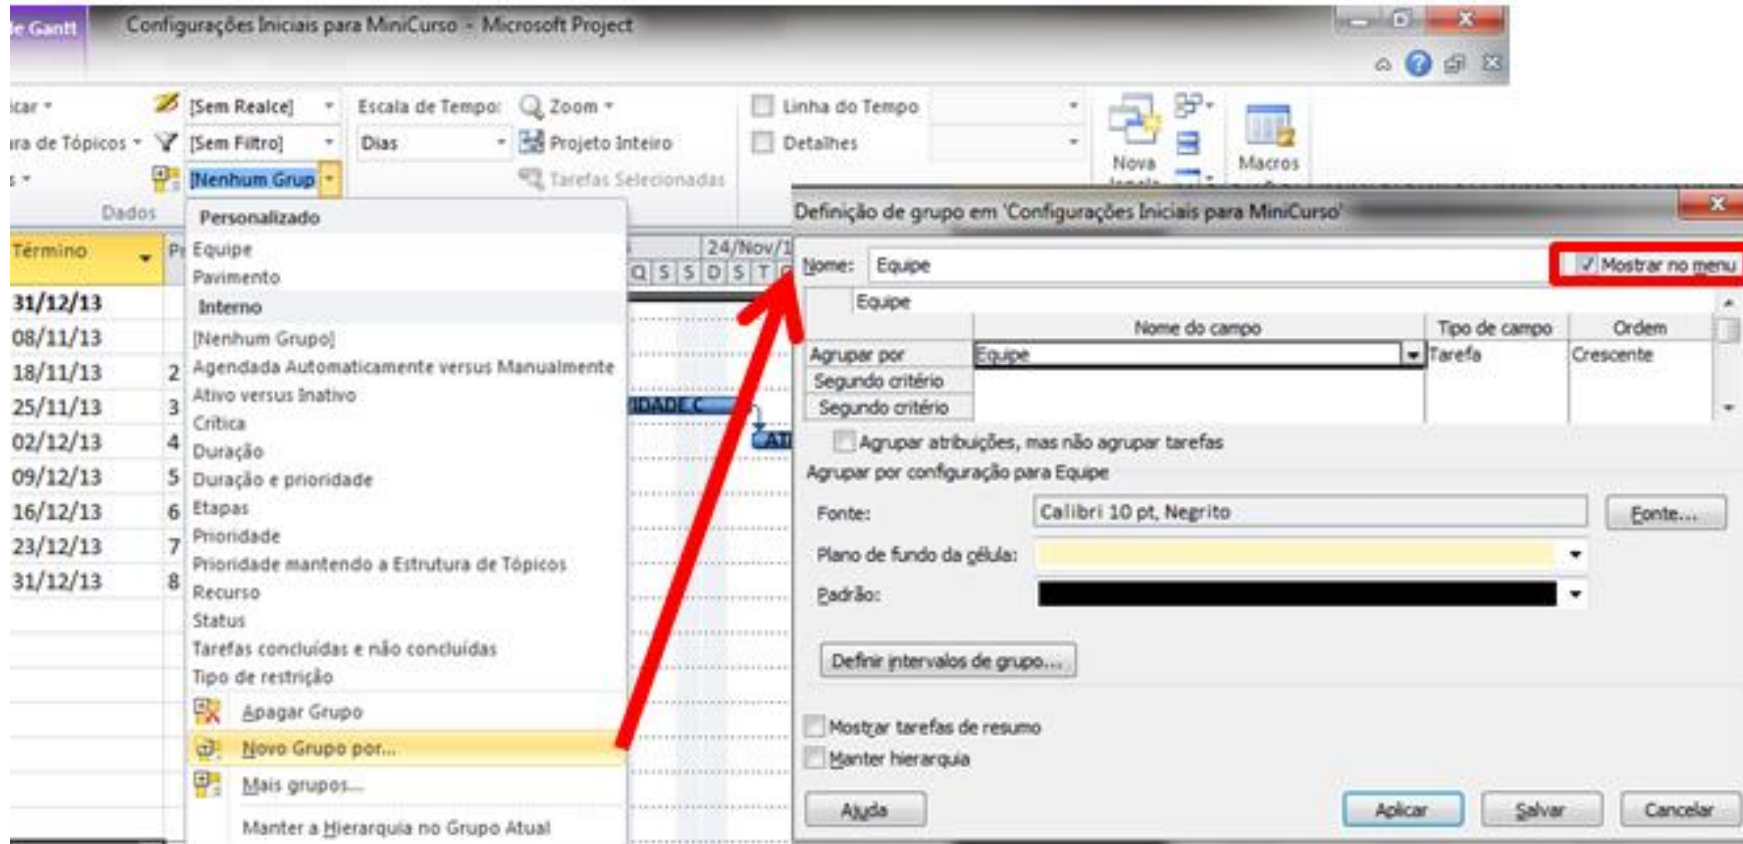 de Gantt
Configurações Iniciais para MiniCurso - Microsoft Project
icar
[Sem Realce]
Escala de Tempo:
Zoom
Linha do Tempo
ura de Tópicos
[Sem Filtro]
Dias
Projeto Inteiro
Detalhes
[Nenhum Grup
Tarefas Selecionadas
Nova
Macros
Dados
Término
31/12/13
08/11/13
18/11/13 2
25/11/13 3
02/12/13 4
09/12/13 5
16/12/13 6
23/12/13 7
31/12/13 8
24/Nov/1
Q S S D S T Q
IDADE C
ATI
Personalizado
Equipe
Pavimento
Interno
[Nenhum Grupo]
Agendada Automaticamente versus Manualmente
Ativo versus Inativo
Crítica
Duração
Duração e prioridade
Etapas
Prioridade
Prioridade mantendo a Estrutura de Tópicos
Recurso
Status
Tarefas concluídas e não concluídas
Tipo de restrição
Apagar Grupo
Novo Grupo por...
Mais grupos...
Manter a Hierarquia no Grupo Atual
Definição de grupo em 'Configurações Iniciais para MiniCurso'
Nome: Equipe
Mostrar no menu
Equipe
Nome do campo Tipo de campo Ordem
Agrupar por Equipe Tarefa Crescente
Segundo critério
Segundo critério
Agrupar atribuições, mas não agrupar tarefas
Agrupar por configuração para Equipe
Fonte: Calibri 10 pt, Negrito Fonte...
Plano de fundo da célula:
Padrão:
Definir intervalos de grupo...
Mostrar tarefas de resumo
Manter hierarquia
Ajuda Aplicar Salvar Cancelar